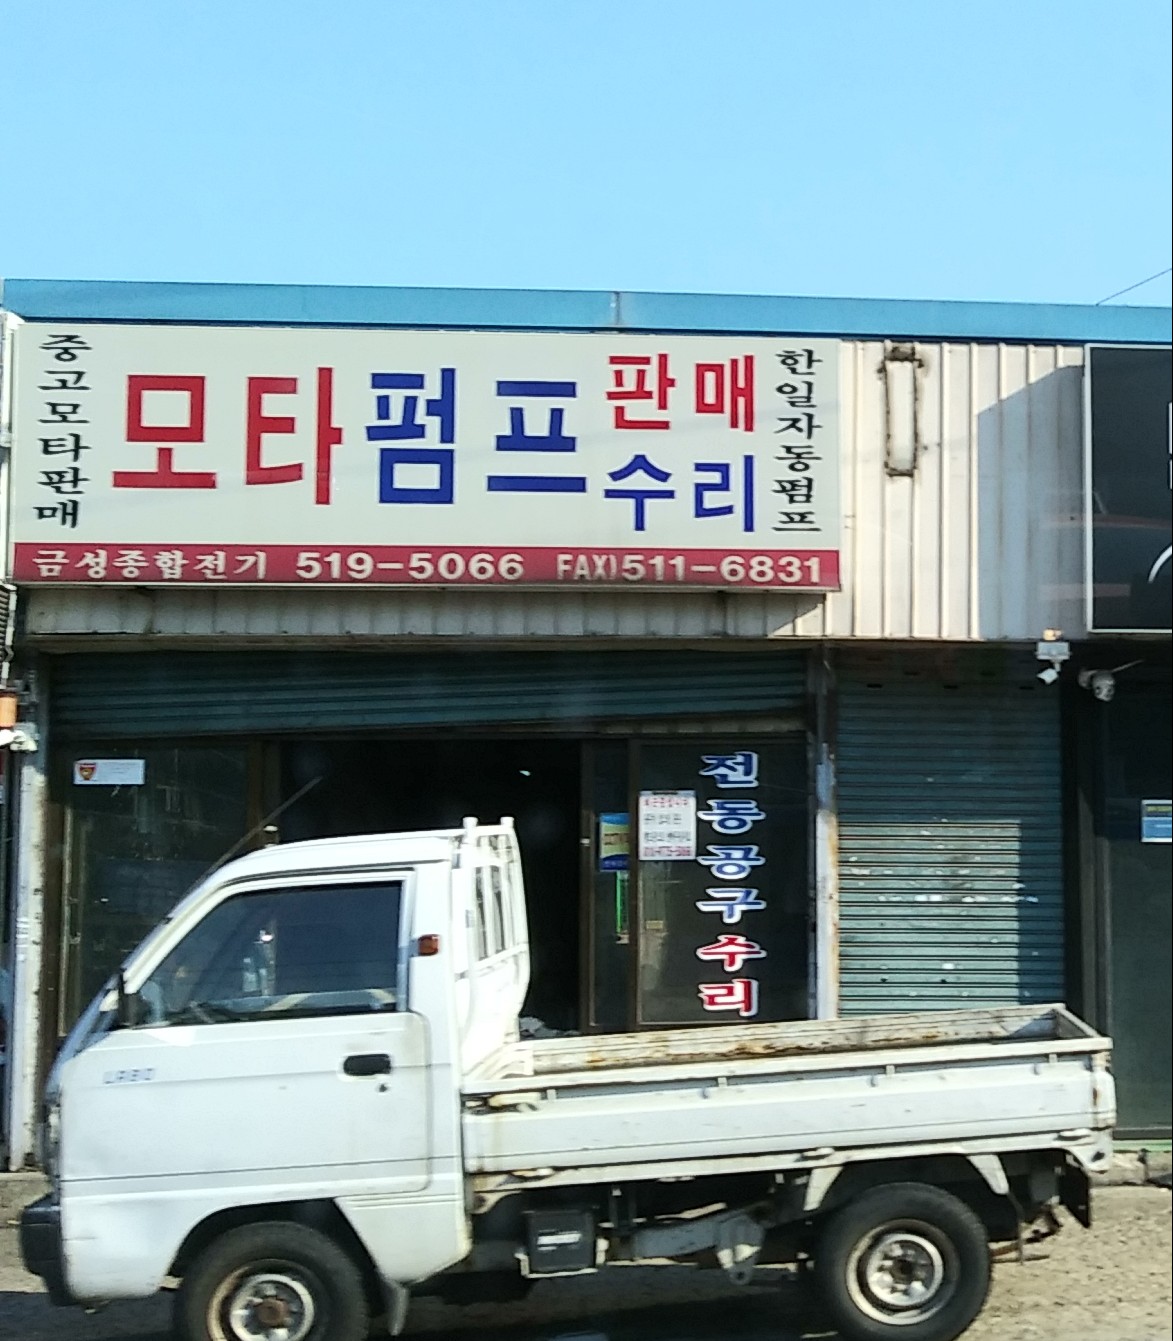 중고모타판매
모타펌프
판매
수리
한일자동펌프
금성종합전기 519-5066 FAX)511-6831
전동공구수리
LABO